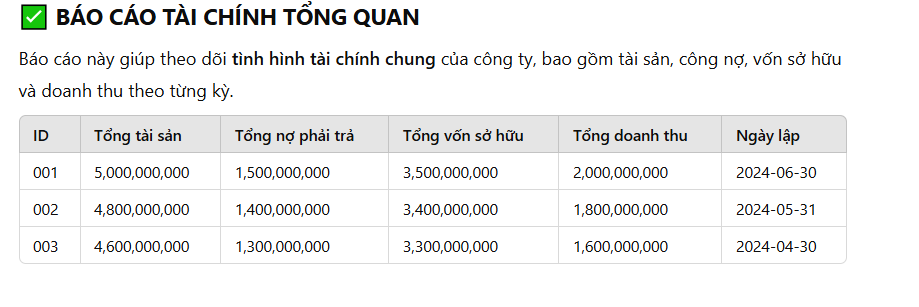 ✅ BÁO CÁO TÀI CHÍNH TỔNG QUAN
Báo cáo này giúp theo dõi tình hình tài chính chung của công ty, bao gồm tài sản, công nợ, vốn sở hữu
và doanh thu theo từng kỳ.
ID Tổng tài sản Tổng nợ phải trả Tổng vốn sở hữu Tổng doanh thu Ngày lập
001 5,000,000,000 1,500,000,000 3,500,000,000 2,000,000,000 2024-06-30
002 4,800,000,000 1,400,000,000 3,400,000,000 1,800,000,000 2024-05-31
003 4,600,000,000 1,300,000,000 3,300,000,000 1,600,000,000 2024-04-30